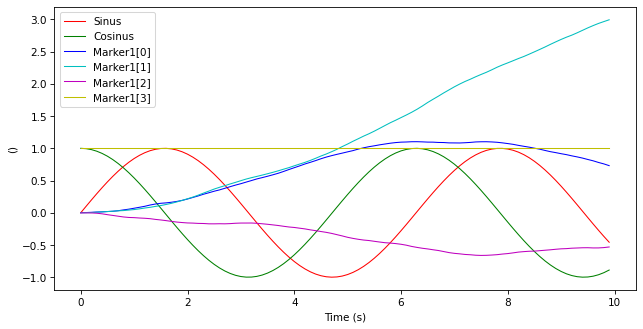 Sinus
Cosinus
Marker1[0]
Marker1[1]
Marker1[2]
Marker1[3]
3.0
2.5
2.0
1.5
1.0
0.5
0.0
−0.5
−1.0
()
0 2 4 6 8 10
Time (s)